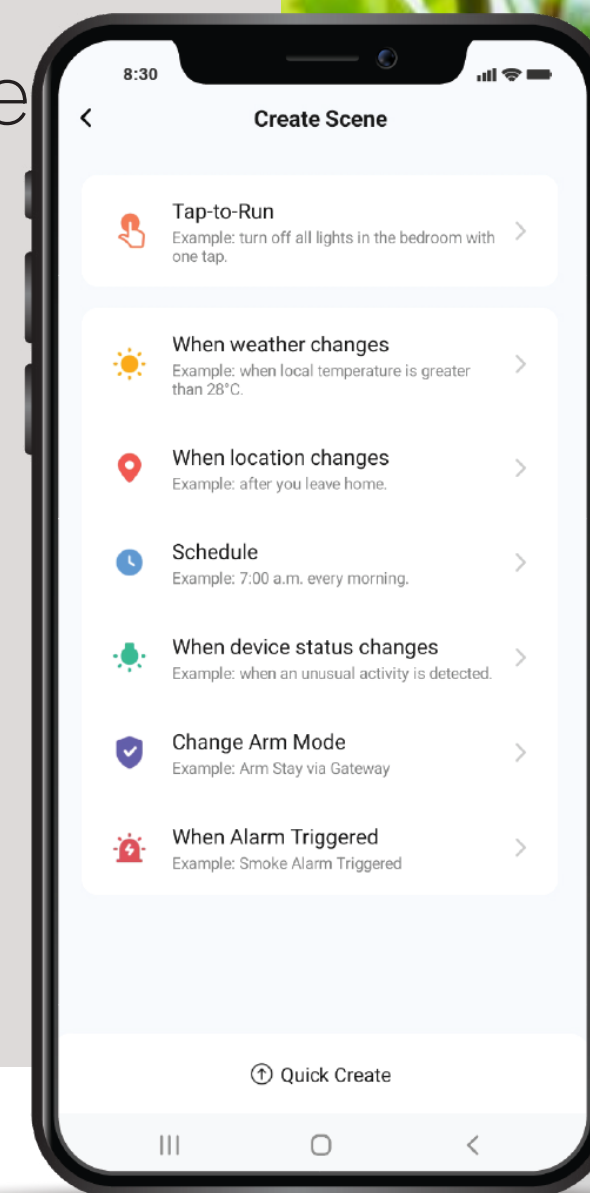 e
8:30
Create Scene
Tap-to-Run
Example: turn off all lights in the bedroom with
one tap.
When weather changes
Example: when local temperature is greater
than 28°C.
When location changes
Example: after you leave home.
Schedule
Example: 7:00 a.m. every morning.
When device status changes
Example: when an unusual activity is detected.
Change Arm Mode
Example: Arm Stay via Gateway
When Alarm Triggered
Example: Smoke Alarm Triggered
Quick Create